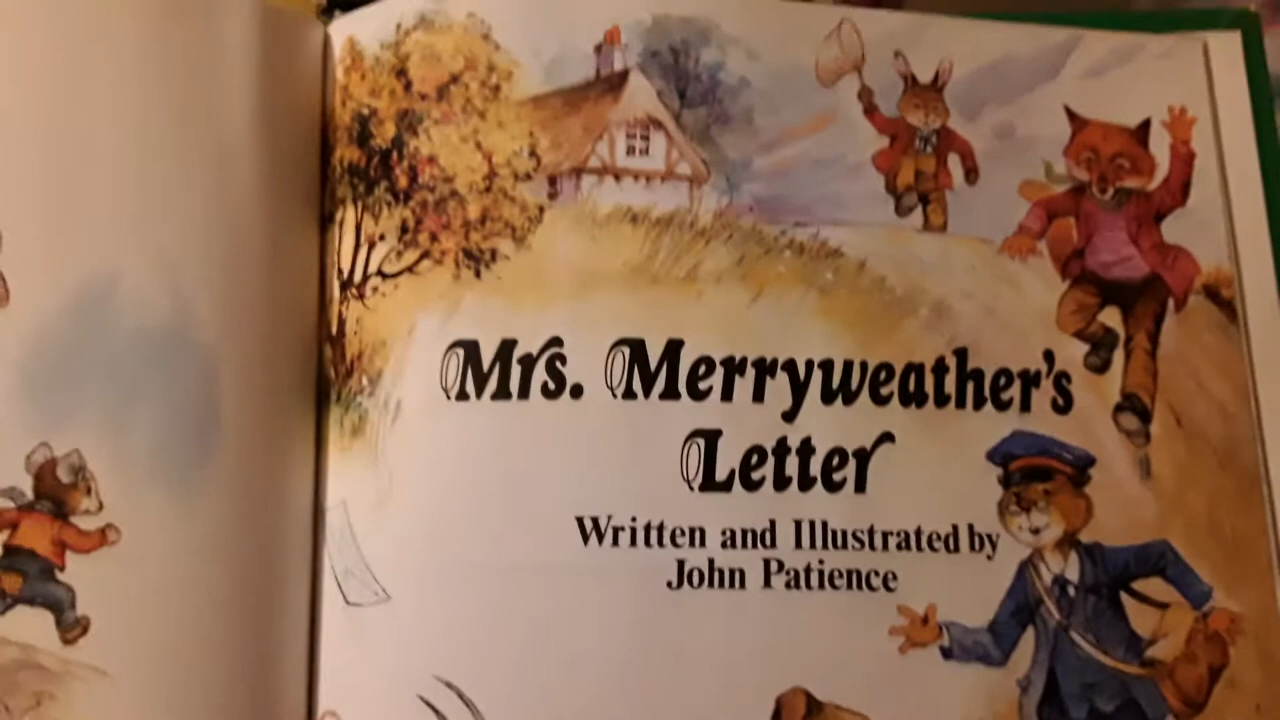 Mrs. Merryweather's
Letter
Written and Illustrated by
John Patience